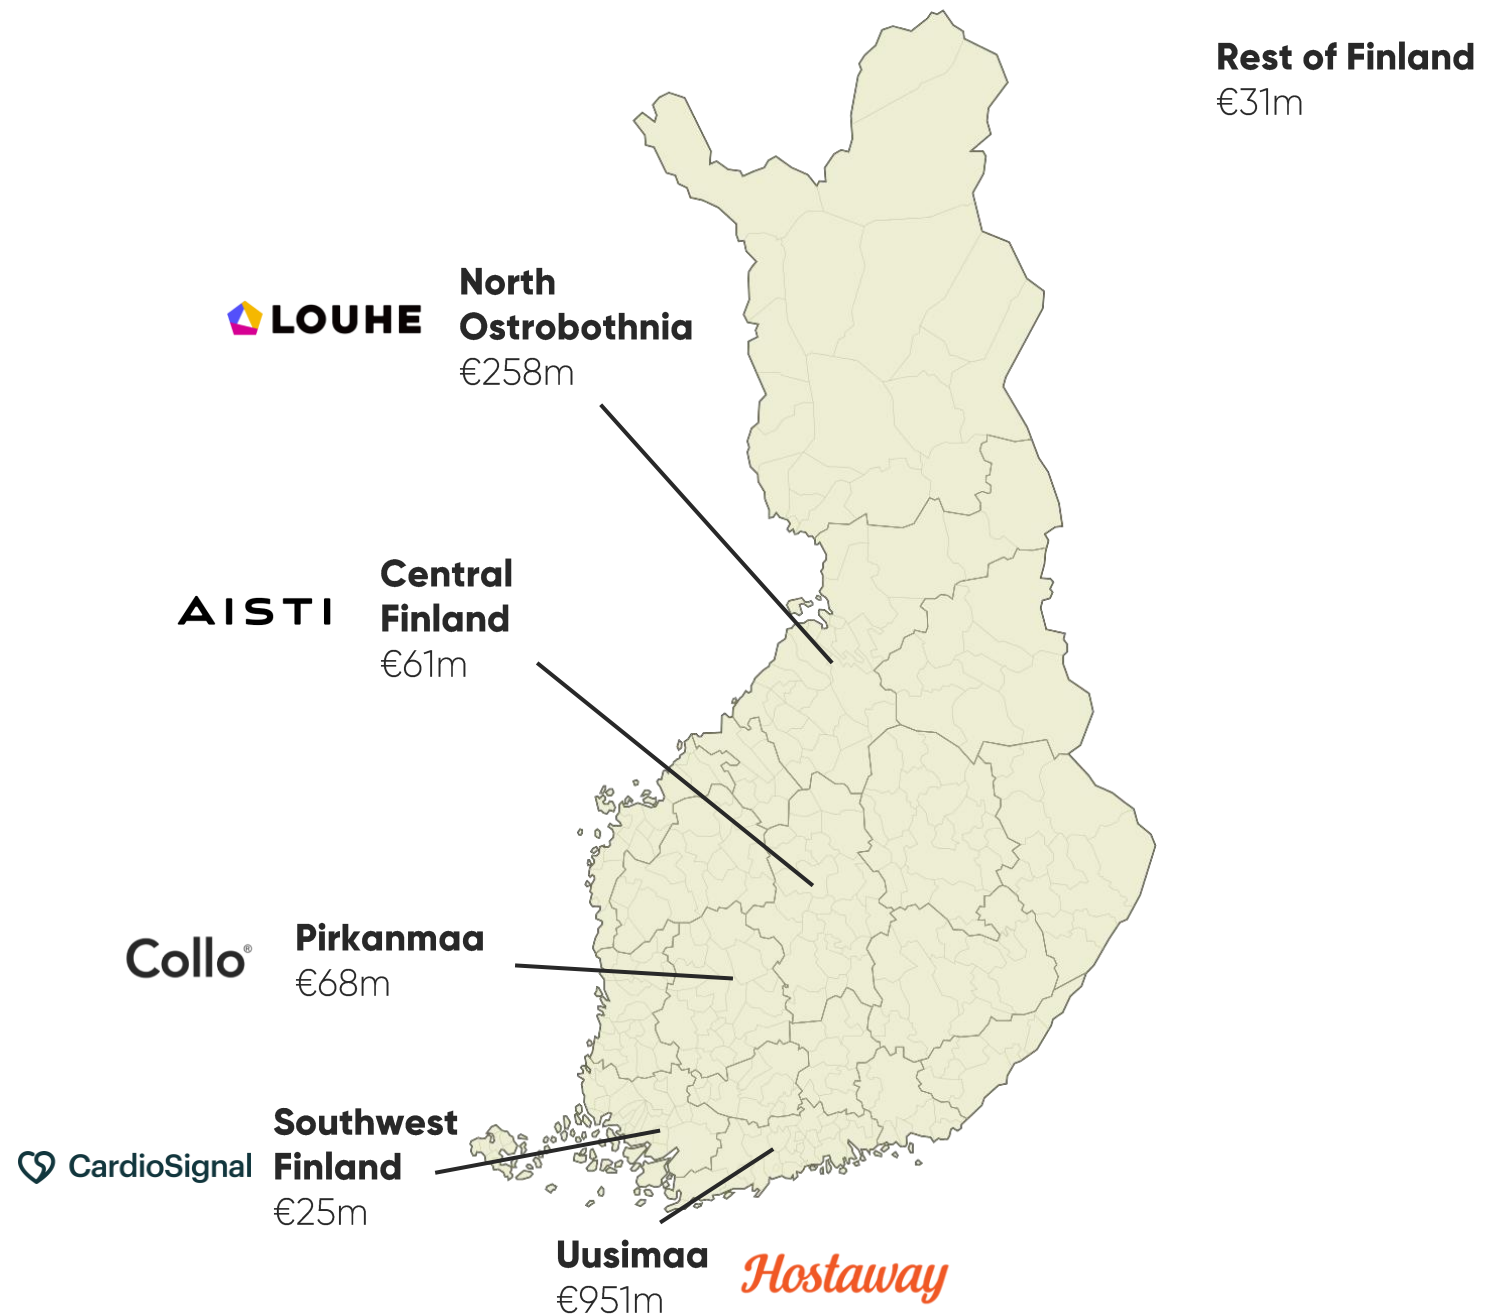 Rest of Finland
€31m
LOUHE
North
Ostrobothnia
€258m
AISTI
Central
Finland
€61m
Collo®
Pirkanmaa
€68m
CardioSignal
Southwest
Finland
€25m
Uusimaa
€951m
Hostaway